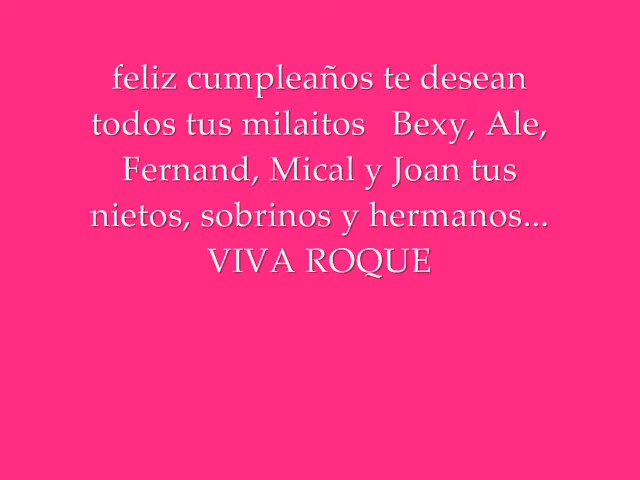 feliz cumpleaños te desean
todos tus milaitos   Bexy, Ale,
Fernand, Mical y Joan tus
nietos, sobrinos y hermanos...
VIVA ROQUE